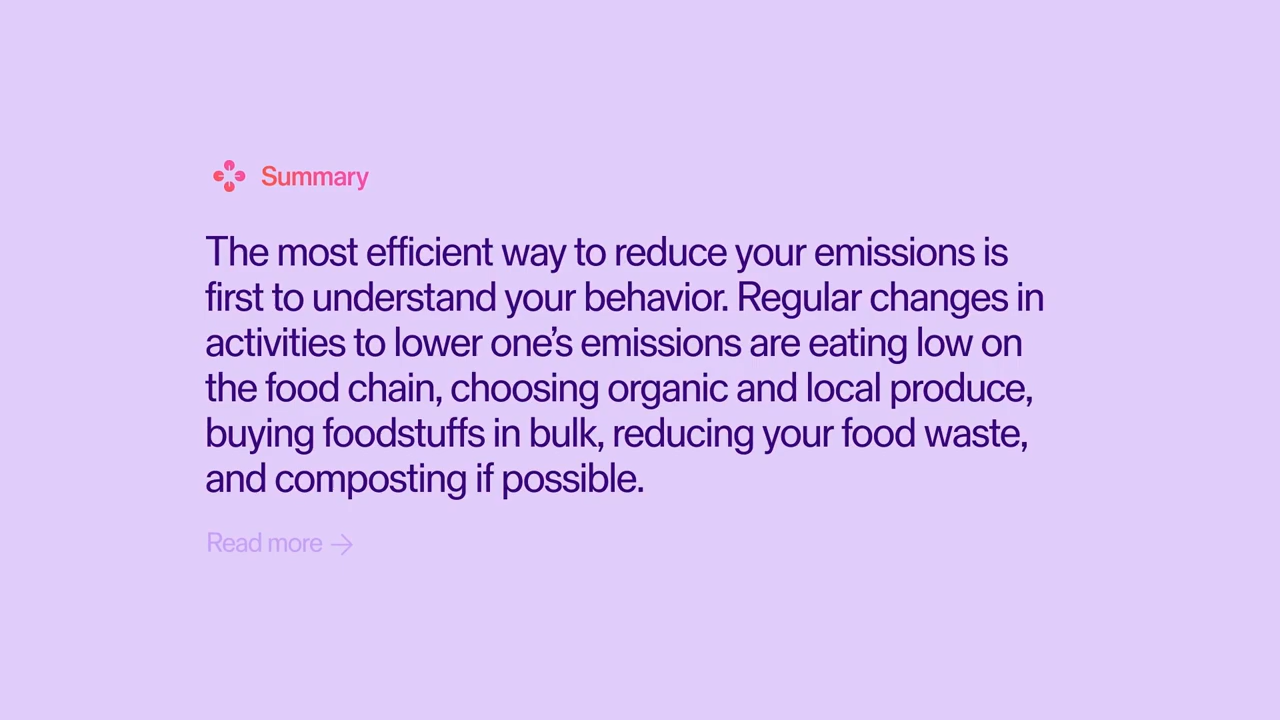 Summary
The most efficient way to reduce your emissions is
first to understand your behavior. Regular changes in
activities to lower one’s emissions are eating low on
the food chain, choosing organic and local produce,
buying foodstuffs in bulk, reducing your food waste,
and composting if possible.
Read more →